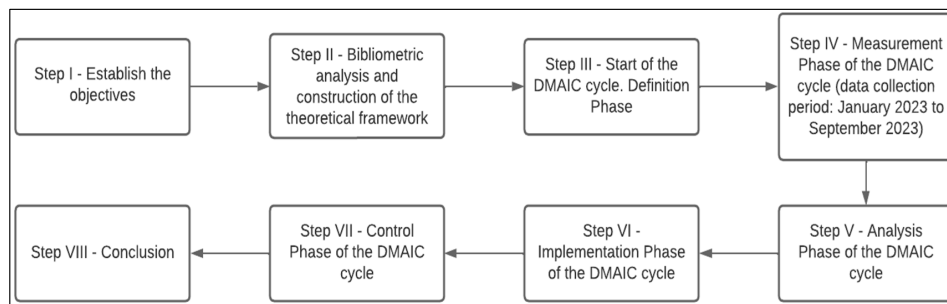 Step I - Establish the
objectives
Step II - Bibliometric
analysis and
construction of the
theoretical framework
Step III - Start of the
DMAIC cycle. Definition
Phase
Step IV - Measurement
Phase of the DMAIC
cycle (data collection
period: January 2023 to
September 2023)
Step V - Analysis
Phase of the DMAIC
cycle
Step VI -
Implementation Phase
of the DMAIC cycle
Step VII - Control
Phase of the DMAIC
cycle
Step VIII - Conclusion